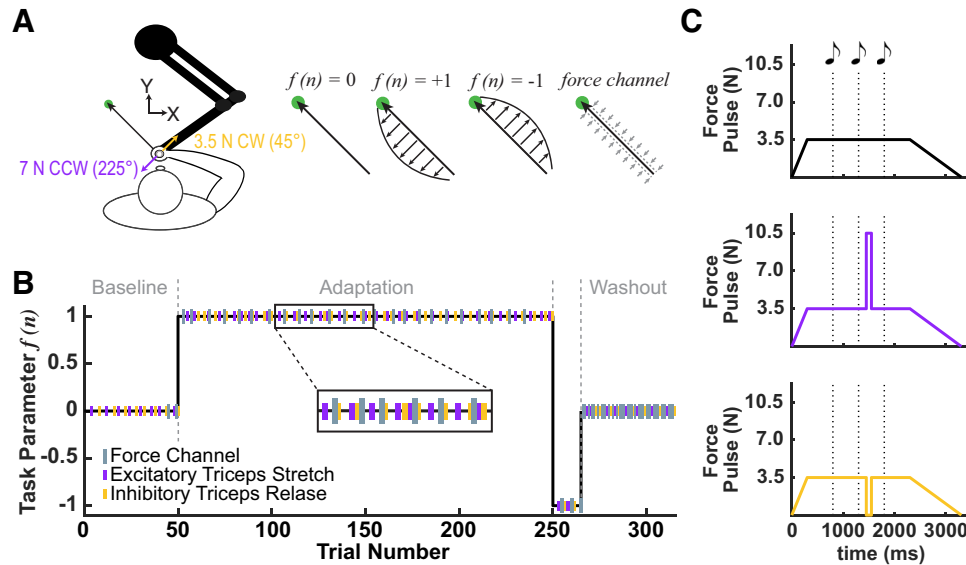 A
Y
X
3.5 N CW (45°)
7 N CCW (225°)
f(n) = 0
f(n) = +1
f(n) = -1
force channel
B
Baseline
Adaptation
Washout
Task Parameter f (n)
1
0.5
0
-0.5
-1
Force Channel
Excitatory Triceps Stretch
Inhibitory Triceps Relase
0
50
100
150
200
250
300
Trial Number
C
Force
Pulse (N)
10.5
7.0
3.5
Force
Pulse (N)
10.5
7.0
3.5
Force
Pulse (N)
10.5
7.0
3.5
0
1000
2000
3000
time (ms)